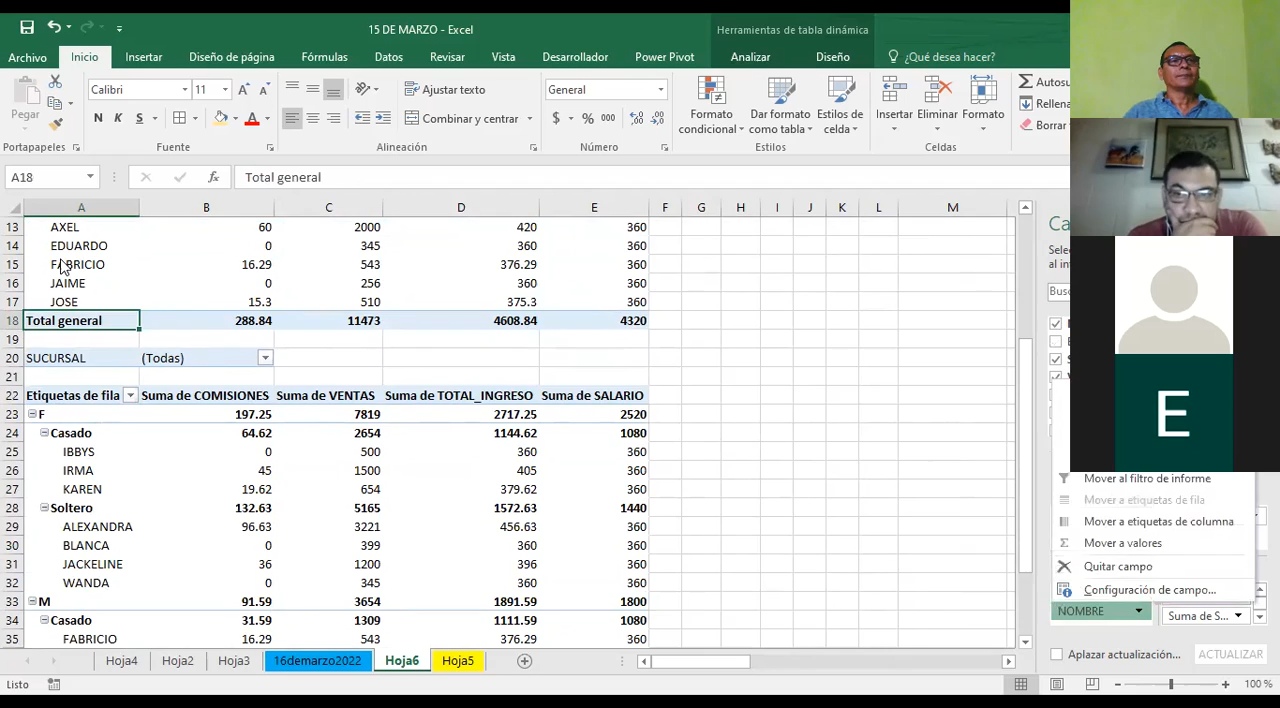 15 DE MARZO - Excel
Herramientas de tabla dinámica
Archivo Inicio Insertar Diseño de página Fórmulas Datos Revisar Vista Desarrollador Power Pivot Analizar Diseño ¿Qué desea hacer?
Pegar
Calibri 11
N K S
Ajustar texto
Combinar y centrar
General
$ % 000
Formato condicional
Dar formato como tabla
Estilos de celda
Insertar Eliminar Formato
Autosu
Rellena
Borrar
Portapapeles Fuente Alineación Número Estilos Celdas
A18 fx Total general
A B C D E F G H I J K L M
13 AXEL 60 2000 420 360
14 EDUARDO 0 345 360 360
15 FABRICIO 16.29 543 376.29 360
16 JAIME 0 256 360 360
17 JOSE 15.3 510 375.3 360
18 Total general 288.84 11473 4608.84 4320
19
20 SUCURSAL (Todas)
21
22 Etiquetas de fila Suma de COMISIONES Suma de VENTAS Suma de TOTAL_INGRESO Suma de SALARIO
23 F 197.25 7819 2717.25 2520
24 Casado 64.62 2654 1144.62 1080
25 IBBYS 0 500 360 360
26 IRMA 45 1500 405 360
27 KAREN 19.62 654 379.62 360
28 Soltero 132.63 5165 1572.63 1440
29 ALEXANDRA 96.63 3221 456.63 360
30 BLANCA 0 399 360 360
31 JACKELINE 36 1200 396 360
32 WANDA 0 345 360 360
33 M 91.59 3654 1891.59 1800
34 Casado 31.59 1309 1111.59 1080
35 FABRICIO 16.29 543 376.29 360
Ca
Sele
al in
Bus
E
Mover al filtro de informe
Mover a etiquetas de fila
Mover a etiquetas de columna
Mover a valores
Quitar campo
Configuración de campo...
NOMBRE
Suma de S...
Aplazar actualización... ACTUALIZAR
Hoja4 Hoja2 Hoja3 16demarzo2022 Hoja6 Hoja5
Listo
100 %